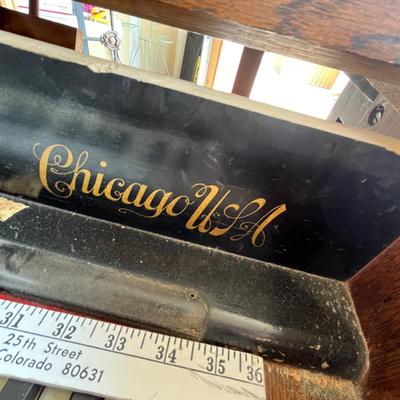 Chicago USA
31 32 33 34 35 36
25th Street
Colorado 80631